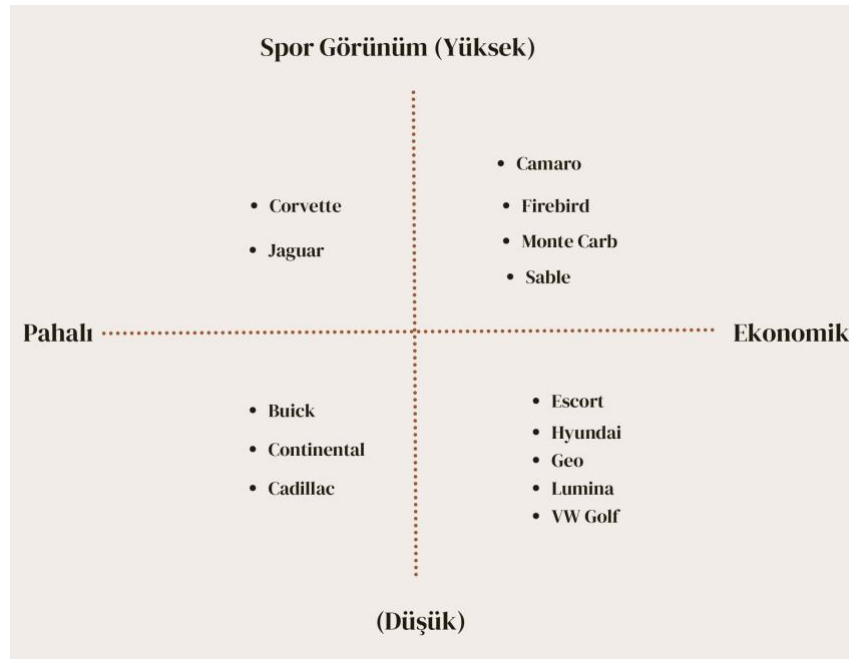 Spor Görünüm (Yüksek)
• Corvette
• Jaguar
• Camaro
• Firebird
• Monte Carb
• Sable
Pahalı
Ekonomik
• Buick
• Continental
• Cadillac
• Escort
• Hyundai
• Geo
• Lumina
• VW Golf
(Düşük)